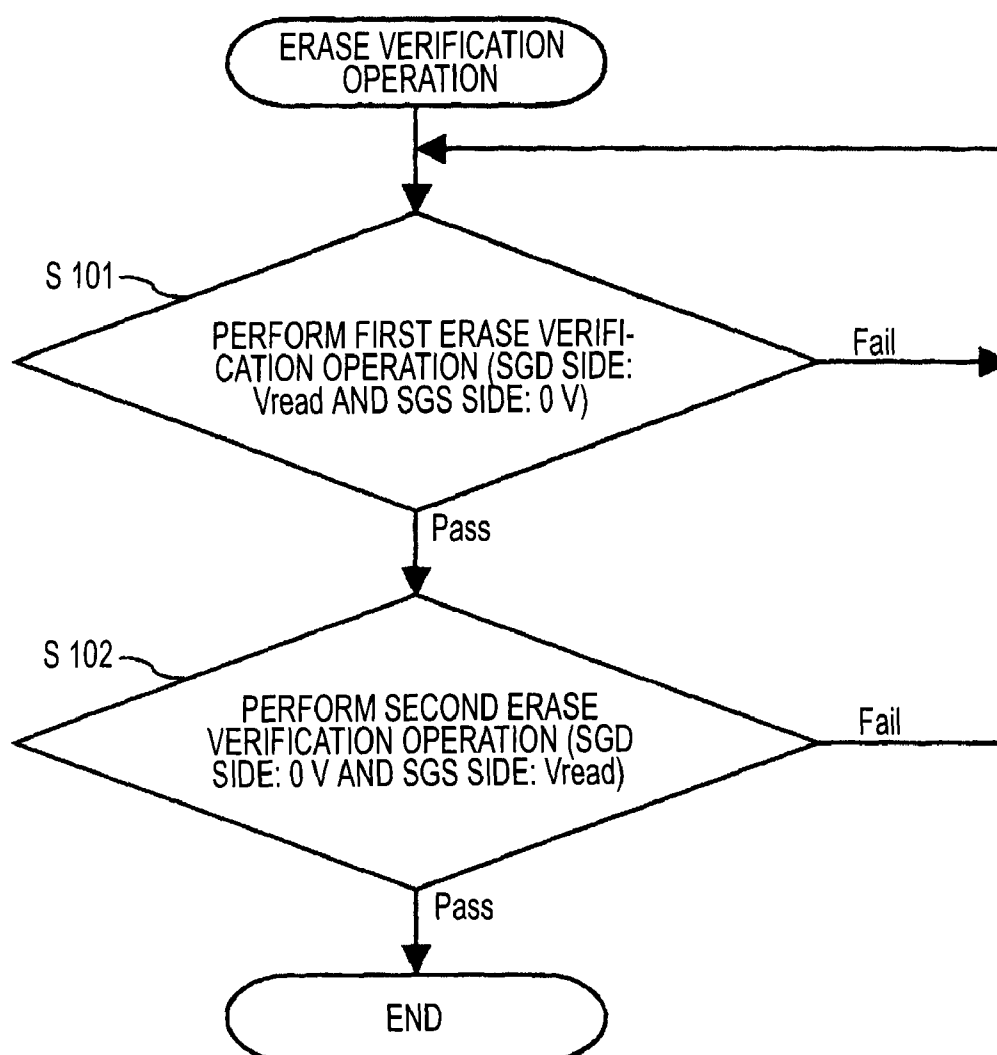 ERASE VERIFICATION
OPERATION
S 101
PERFORM FIRST ERASE VERIFI-
CATION OPERATION (SGD SIDE:
Vread AND SGS SIDE: 0 V)
Fail
Pass
S 102
PERFORM SECOND ERASE
VERIFICATION OPERATION (SGD
SIDE: 0 V AND SGS SIDE: Vread)
Fail
Pass
END